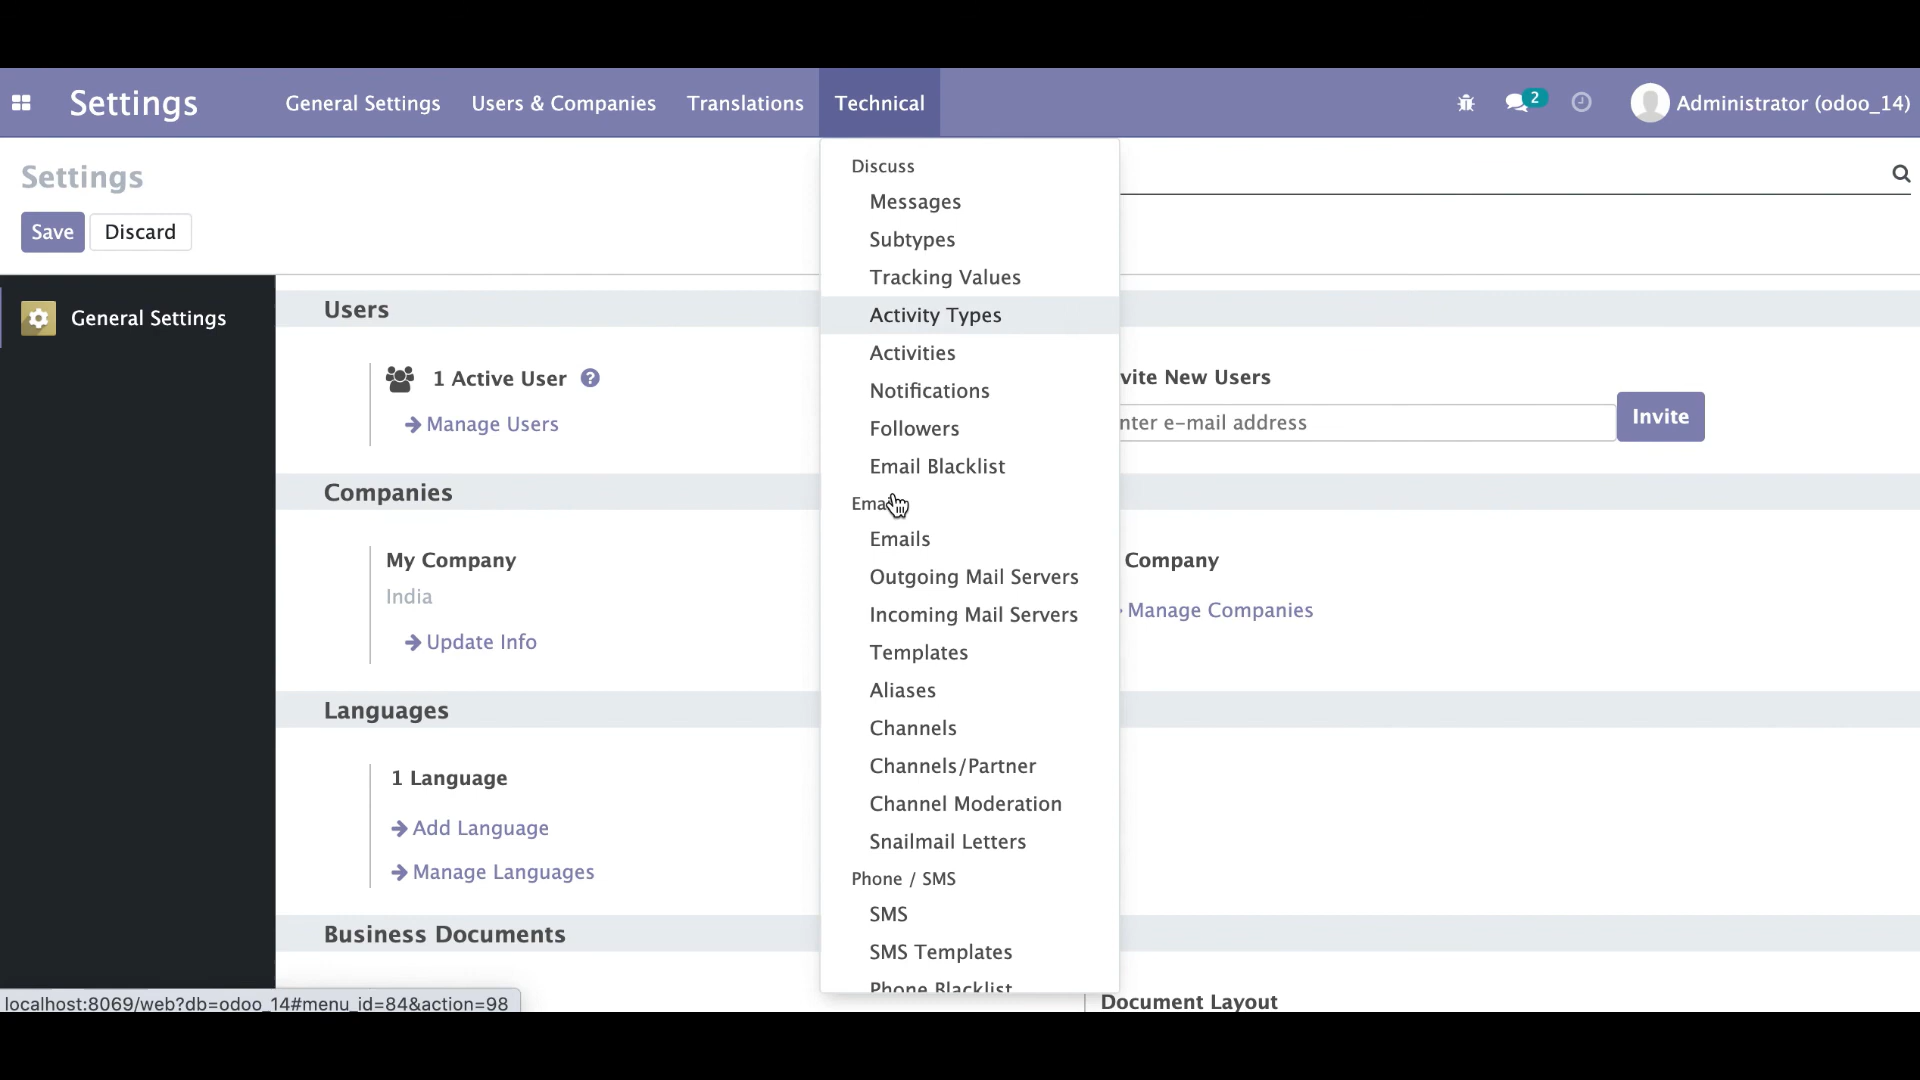 Settings
General Settings
Users & Companies
Translations
Technical
2
Administrator (odoo_14)
Settings
Save
Discard
General Settings
Users
1 Active User ?
Manage Users
vite New Users
nter e-mail address
Invite
Companies
My Company
India
Update Info
Company
Manage Companies
Languages
1 Language
Add Language
Manage Languages
Business Documents
Document Layout
Discuss
Messages
Subtypes
Tracking Values
Activity Types
Activities
Notifications
Followers
Email Blacklist
Emails
Outgoing Mail Servers
Incoming Mail Servers
Templates
Aliases
Channels
Channels/Partner
Channel Moderation
Snailmail Letters
Phone / SMS
SMS
SMS Templates
Phone Blacklist
localhost:8069/web?db=odoo_14#menu_id=84&action=98